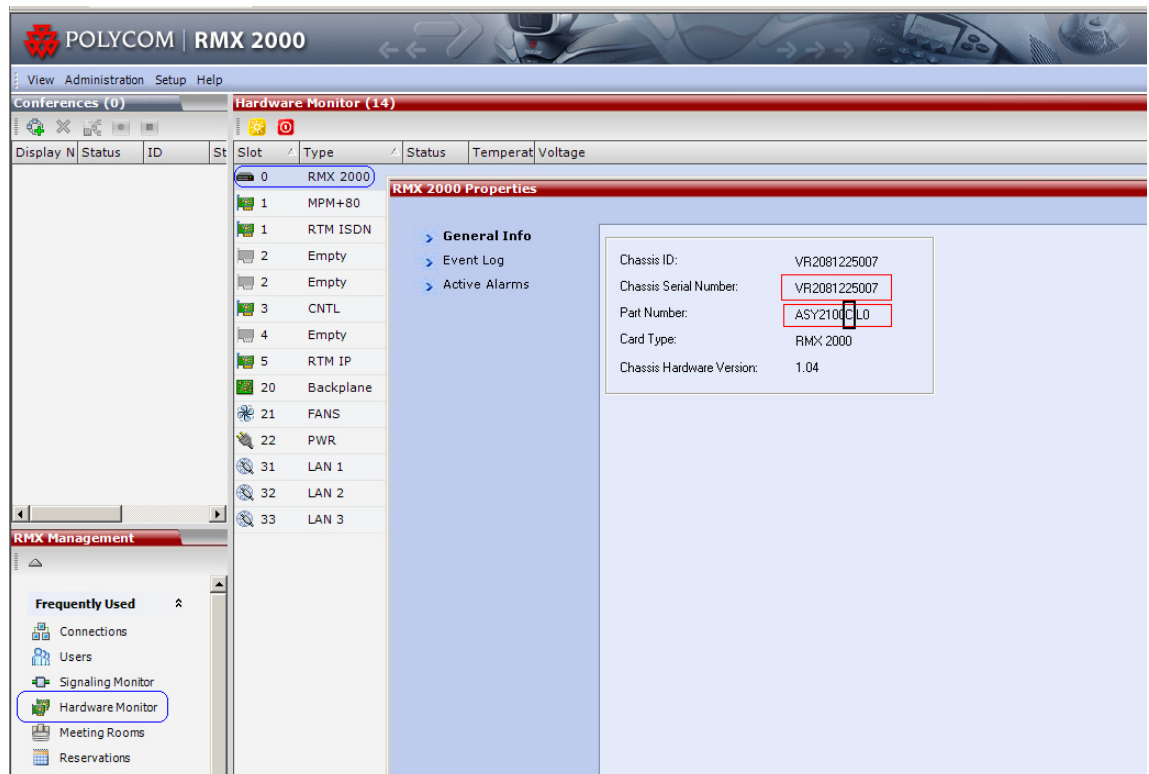 POLYCOM | RMX 2000
View Administration Setup Help
Conferences (0)
Hardware Monitor (14)
Display N Status ID St
Slot Type Status Temperat Voltage
0 RMX 2000
1 MPM+80
1 RTM ISDN
2 Empty
2 Empty
3 CNTL
4 Empty
5 RTM IP
20 Backplane
21 FANS
22 PWR
31 LAN 1
32 LAN 2
33 LAN 3
RMX 2000 Properties
General Info
Event Log
Active Alarms
Chassis ID: VR2081225007
Chassis Serial Number: VR2081225007
Part Number: ASY2100C L0
Card Type: RMX 2000
Chassis Hardware Version: 1.04
RMX Management
Frequently Used
Connections
Users
Signaling Monitor
Hardware Monitor
Meeting Rooms
Reservations